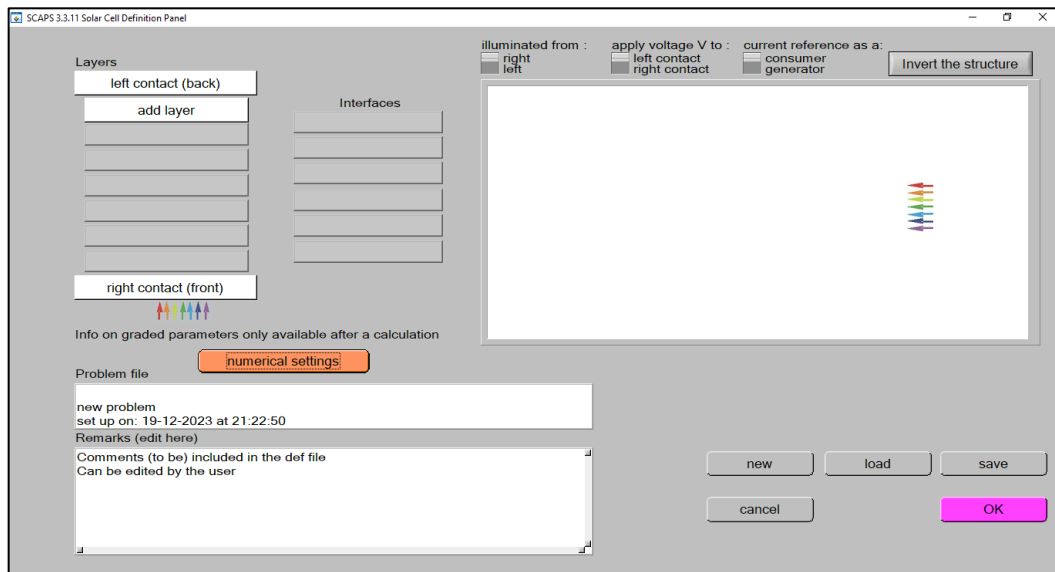 SCAPS 3.3.11 Solar Cell Definition Panel
illuminated from :
right
left
apply voltage V to :
left contact
right contact
current reference as a:
consumer
generator
Invert the structure
Layers
left contact (back)
add layer
Interfaces
right contact (front)
Info on graded parameters only available after a calculation
numerical settings
Problem file
new problem
set up on: 19-12-2023 at 21:22:50
Remarks (edit here)
Comments (to be) included in the def file
Can be edited by the user
new
load
save
cancel
OK